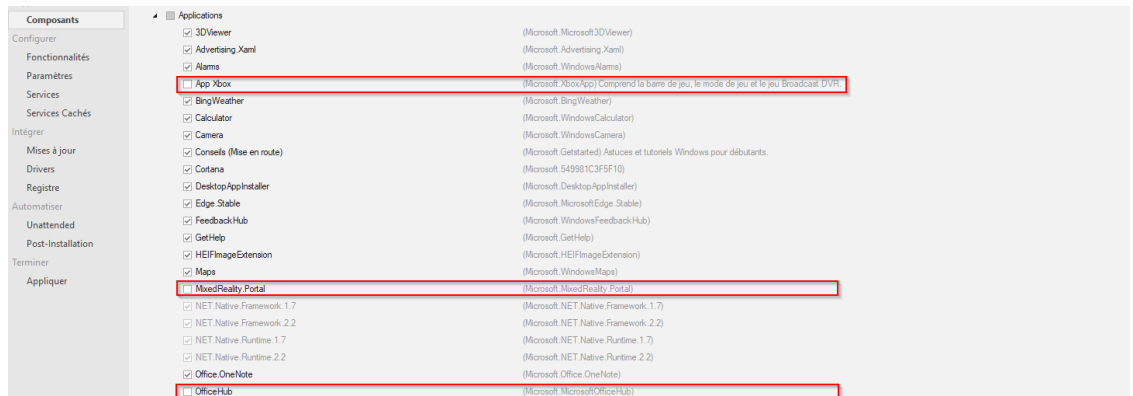 Composants
Configurer
Fonctionnalités
Paramètres
Services
Services Cachés
Intégrer
Mises à jour
Drivers
Registre
Automatiser
Unattended
Post-Installation
Terminer
Appliquer
Applications
3DViewer (Microsoft.Microsoft3DViewer)
Advertising.Xaml (Microsoft.Advertising.Xaml)
Alarms (Microsoft.WindowsAlarms)
App Xbox (Microsoft.XboxApp) Comprend la barre de jeu, le mode de jeu et le jeu Broadcast DVR.
BingWeather (Microsoft.BingWeather)
Calculator (Microsoft.WindowsCalculator)
Camera (Microsoft.WindowsCamera)
Conseils (Mise en route) (Microsoft.Getstarted) Astuces et tutoriels Windows pour débutants.
Cortana (Microsoft.549981C3F5F10)
DesktopAppInstaller (Microsoft.DesktopAppInstaller)
Edge.Stable (Microsoft.MicrosoftEdge.Stable)
FeedbackHub (Microsoft.WindowsFeedbackHub)
GetHelp (Microsoft.GetHelp)
HEIFImageExtension (Microsoft.HEIFImageExtension)
Maps (Microsoft.WindowsMaps)
MixedReality.Portal (Microsoft.MixedReality.Portal)
NET.Native.Framework.1.7 (Microsoft.NET.Native.Framework.1.7)
NET.Native.Framework.2.2 (Microsoft.NET.Native.Framework.2.2)
NET.Native.Runtime.1.7 (Microsoft.NET.Native.Runtime.1.7)
NET.Native.Runtime.2.2 (Microsoft.NET.Native.Runtime.2.2)
Office.OneNote (Microsoft.Office.OneNote)
OfficeHub (Microsoft.MicrosoftOfficeHub)